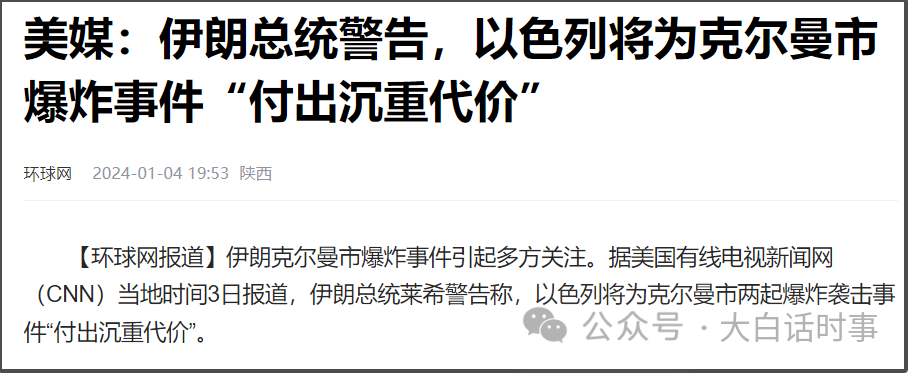 美媒：伊朗总统警告，以色列将为克尔曼市
爆炸事件“付出沉重代价”
环球网 2024-01-04 19:53 陕西
【环球网报道】伊朗克尔曼市爆炸事件引起多方关注。据美国有线电视新闻网
（CNN）当地时间3日报道，伊朗总统莱希警告称，以色列将为克尔曼市两起爆炸袭击事
件“付出沉重代价”。
公众号·大白话时事